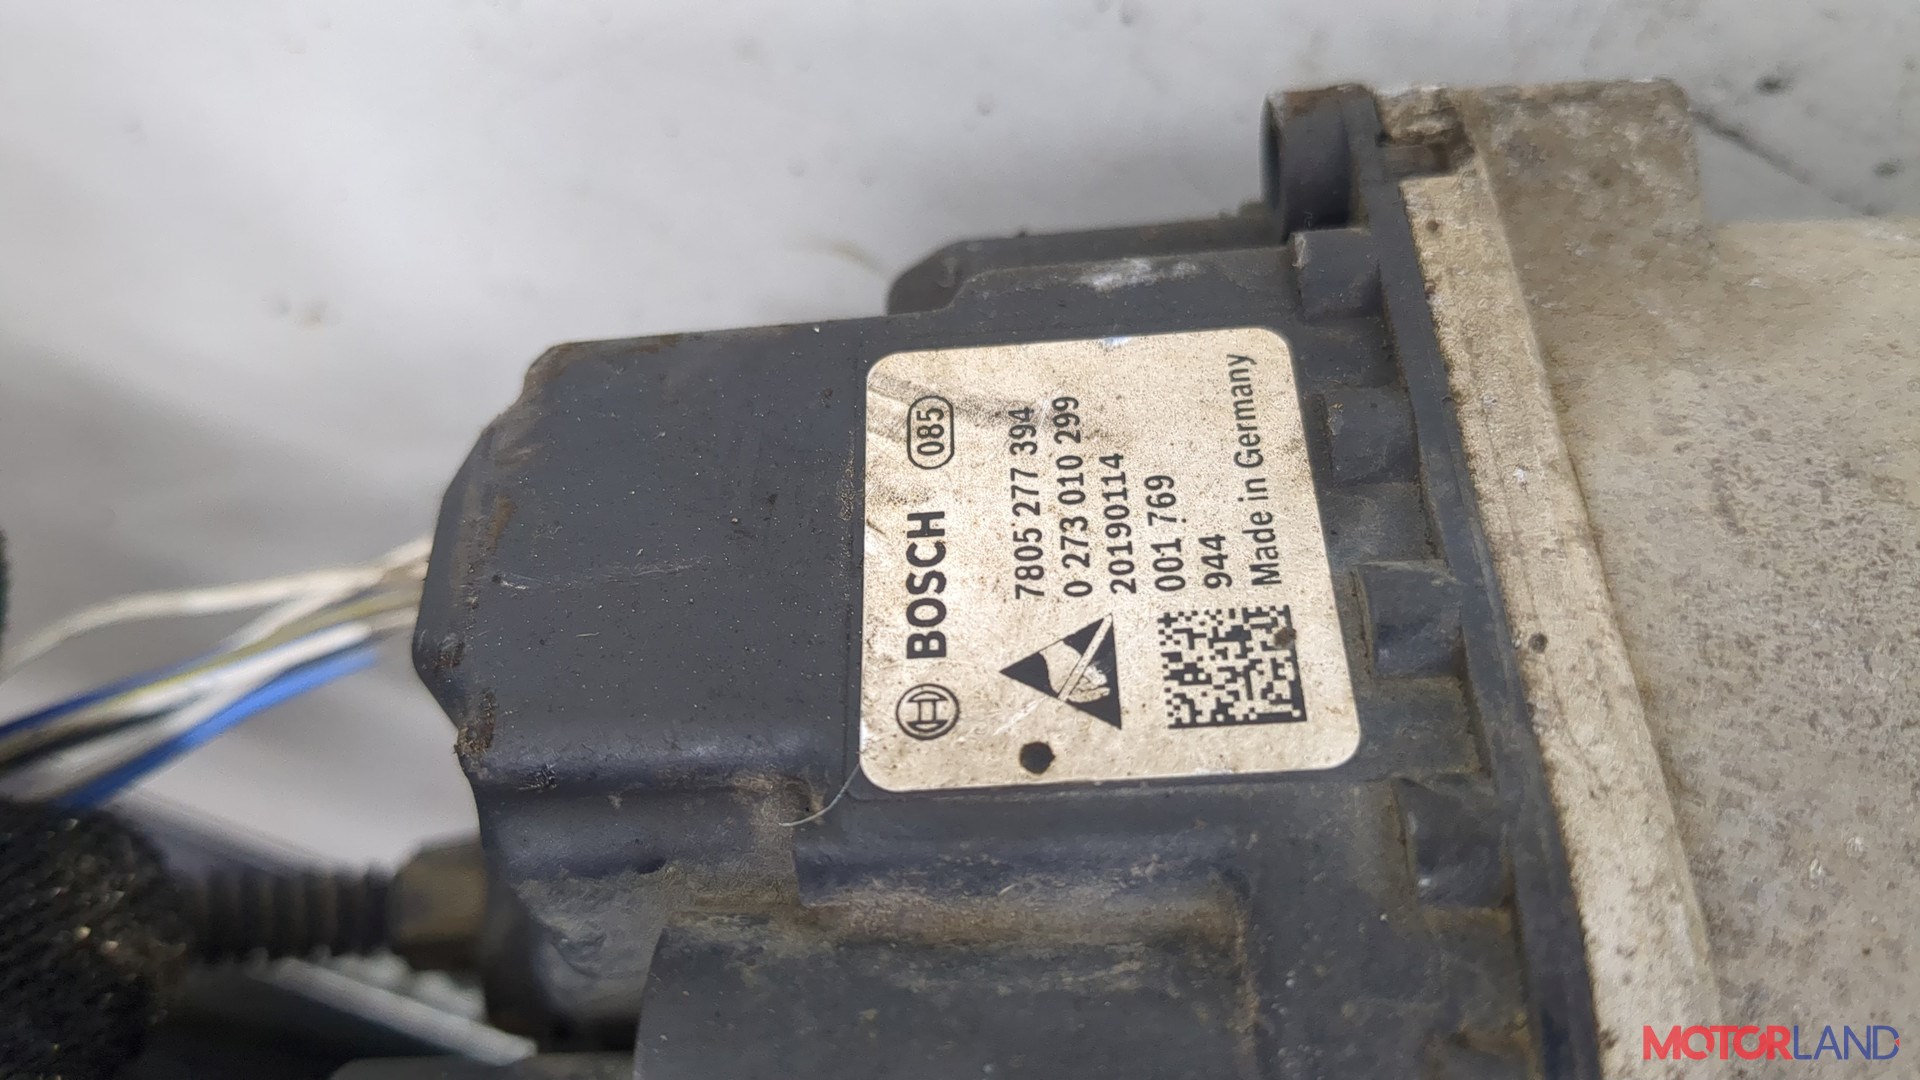 BOSCH 085
7805 277 394
0 273 010 299
20190114
001 769
944
Made in Germany
MOTORLAND